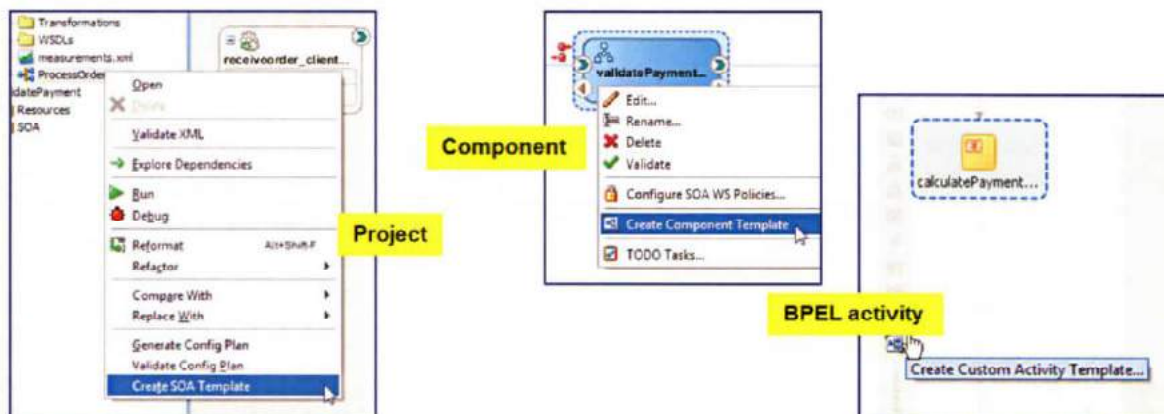 Transformations
WSDLs
measurements.xml
ProcessOrder
idatePayment
Resources
SOA
receiveorder_client...
Open
Delete
Validate XML
Explore Dependencies
Run
Debug
Reformat Alt+Shift-F
Refactor
Compare With
Replace With
Generate Config Plan
Validate Config Plan
Create SOA Template
Project
Component
validatePayment...
Edit...
Rename...
Delete
Validate
Configure SOA WS Policies...
Create Component Template
TODO Tasks...
BPEL activity
calculatePayment...
Create Custom Activity Template...